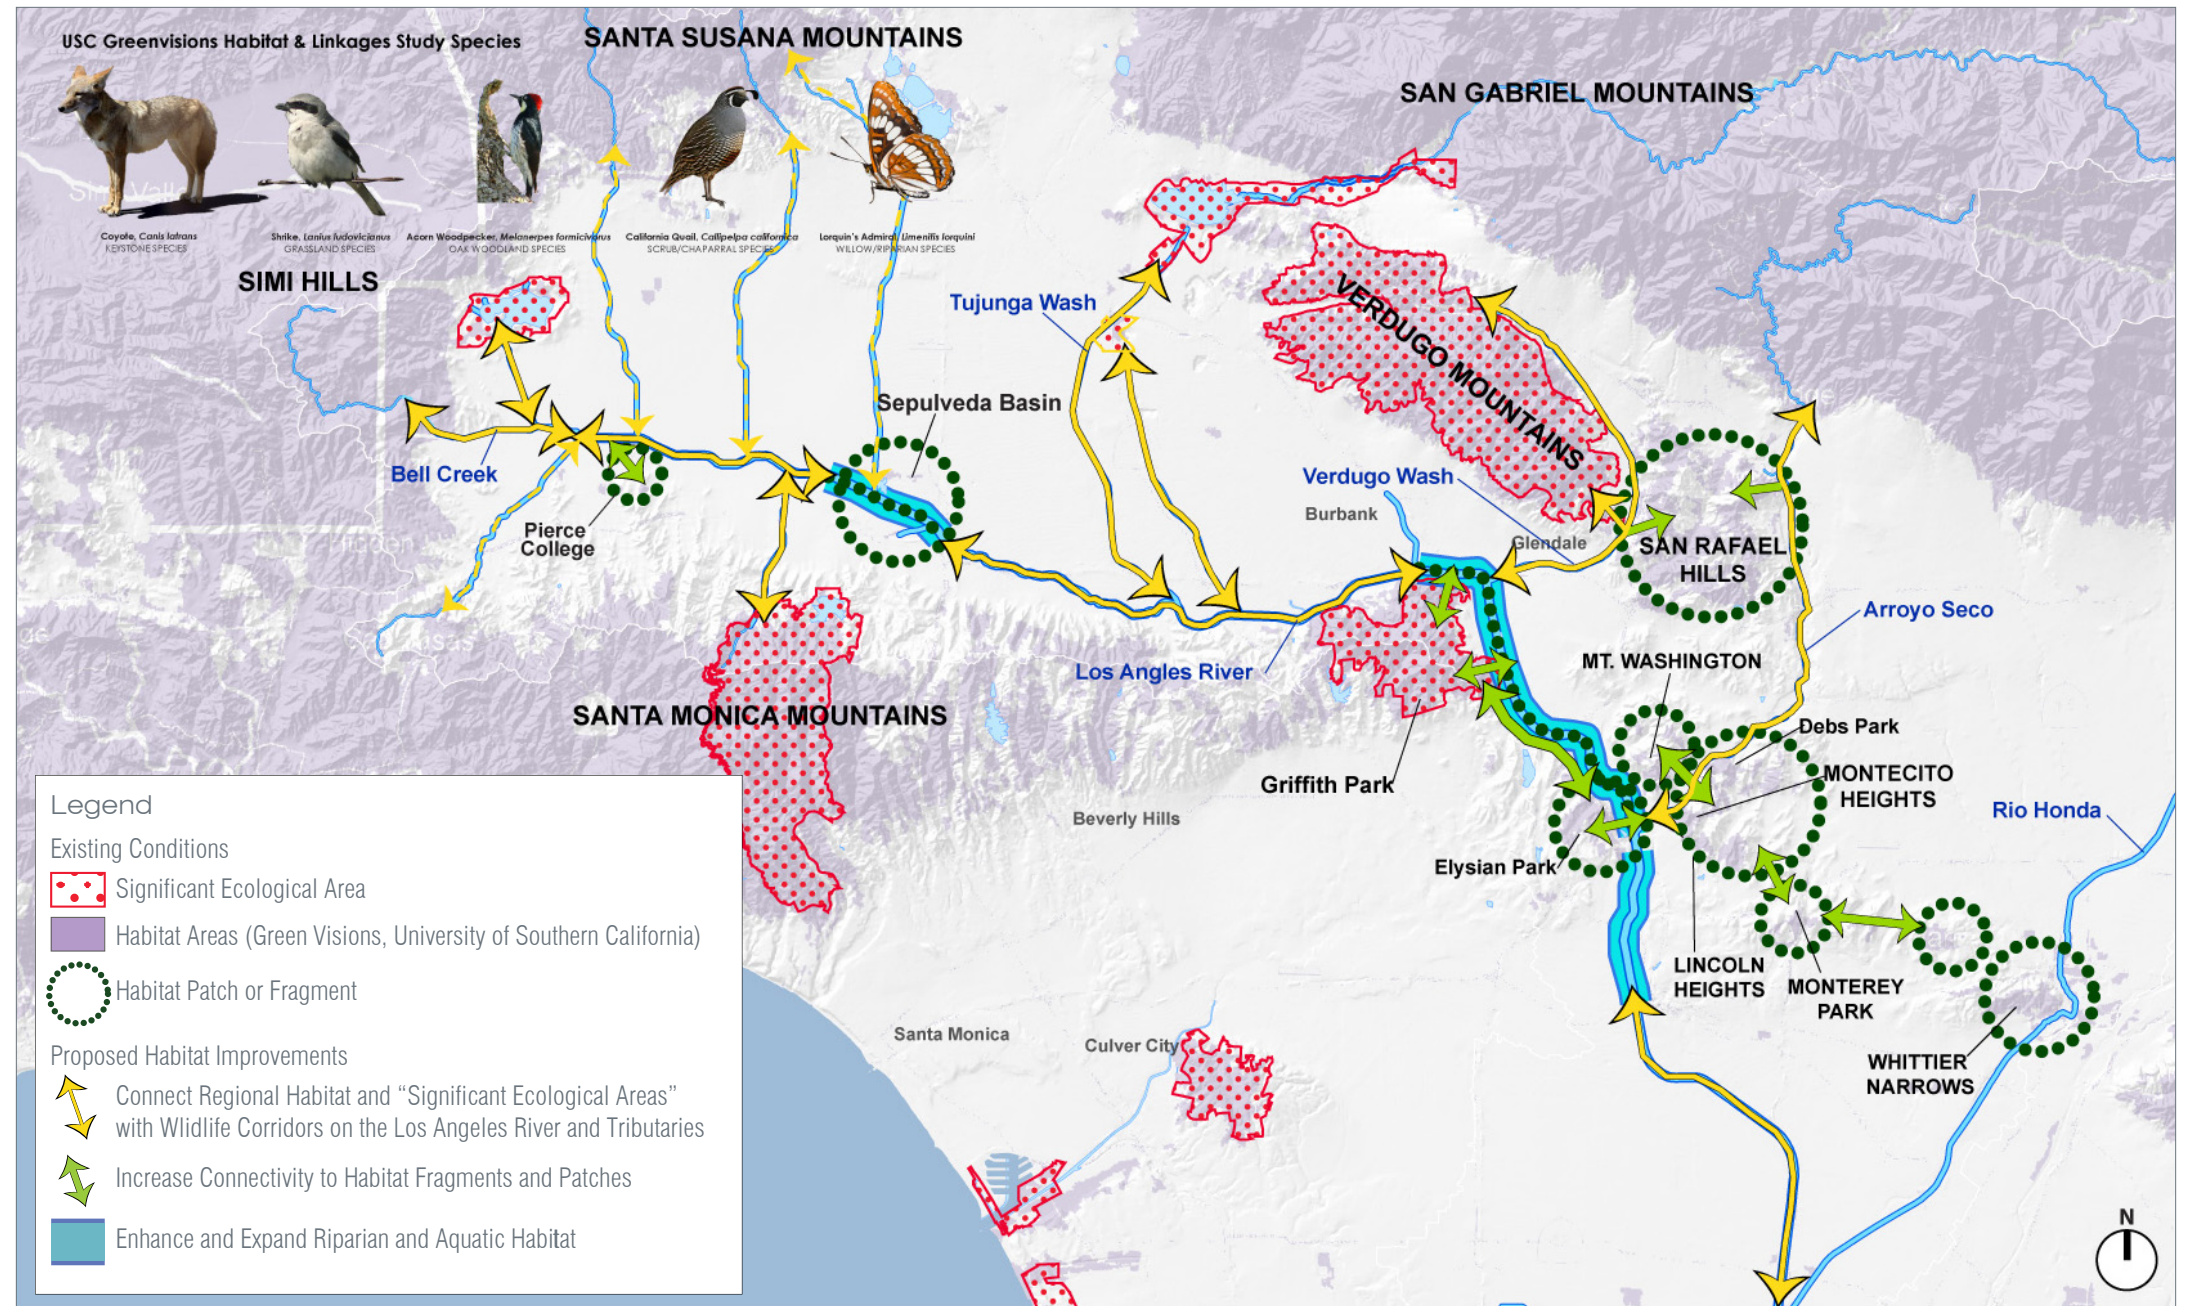 USC Greenvisions Habitat & Linkages Study Species
SANTA SUSANA MOUNTAINS
SAN GABRIEL MOUNTAINS
Coyote, Canis latrans
KEYSTONE SPECIES
Shrike, Lanius ludovicianus
GRASSLAND SPECIES
Acorn Woodpecker, Melanerpes formicivorus
OAK WOODLAND SPECIES
California Quail, Callipelpa californica
SCRUB/CHAPARRAL SPECIES
Lorquin's Admiral, Limenitis lorquini
WILLOW/RIPARIAN SPECIES
SIMI HILLS
Tujunga Wash
VERDUGO MOUNTAINS
Sepulveda Basin
Bell Creek
Verdugo Wash
Burbank
Glendale
Pierce
College
SAN RAFAEL
HILLS
Arroyo Seco
MT. WASHINGTON
Los Angles River
SANTA MONICA MOUNTAINS
Debs Park
Griffith Park
MONTECITO
HEIGHTS
Rio Honda
Beverly Hills
Elysian Park
LINCOLN
HEIGHTS
MONTEREY
PARK
WHITTIER
NARROWS
Santa Monica
Culver City
Legend
Existing Conditions
Significant Ecological Area
Habitat Areas (Green Visions, University of Southern California)
Habitat Patch or Fragment
Proposed Habitat Improvements
Connect Regional Habitat and “Significant Ecological Areas”
with Wlidlife Corridors on the Los Angeles River and Tributaries
Increase Connectivity to Habitat Fragments and Patches
Enhance and Expand Riparian and Aquatic Habitat
N